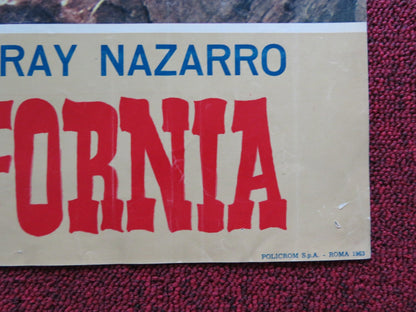 RAY NAZARRO
FORNIA
POLICROM S.p.A. - ROMA 1963